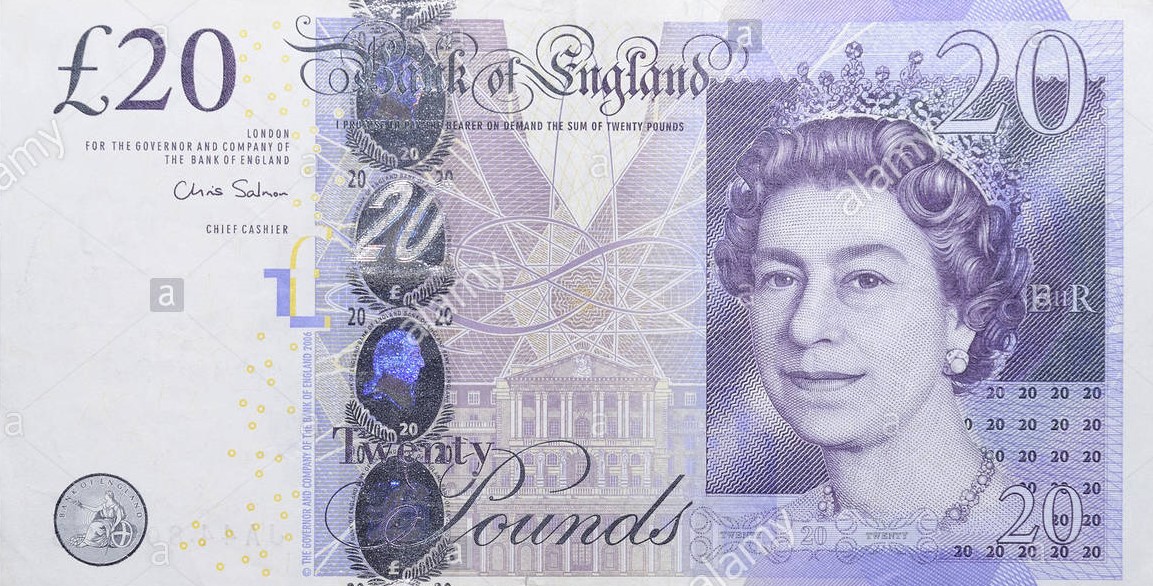 £20
Bank of England
20
I PROMISE TO PAY THE BEARER ON DEMAND THE SUM OF TWENTY POUNDS
LONDON
FOR THE GOVERNOR AND COMPANY OF
THE BANK OF ENGLAND
Chris Salmon
CHIEF CASHIER
20
20 20
20
£
20 20
EIIR
20
20 20 20 20
20 20 20
20 20 20
20
Twenty
Pounds
£
BANK OF ENGLAND
© THE GOVERNOR AND COMPANY OF THE BANK OF ENGLAND 2006
20
20 20
TWENTY 20 TWENTY
20 20 20 20 20
alamy
alamy
alamy
alamy
alamy
a
a
a
a
a
a
a
a
a